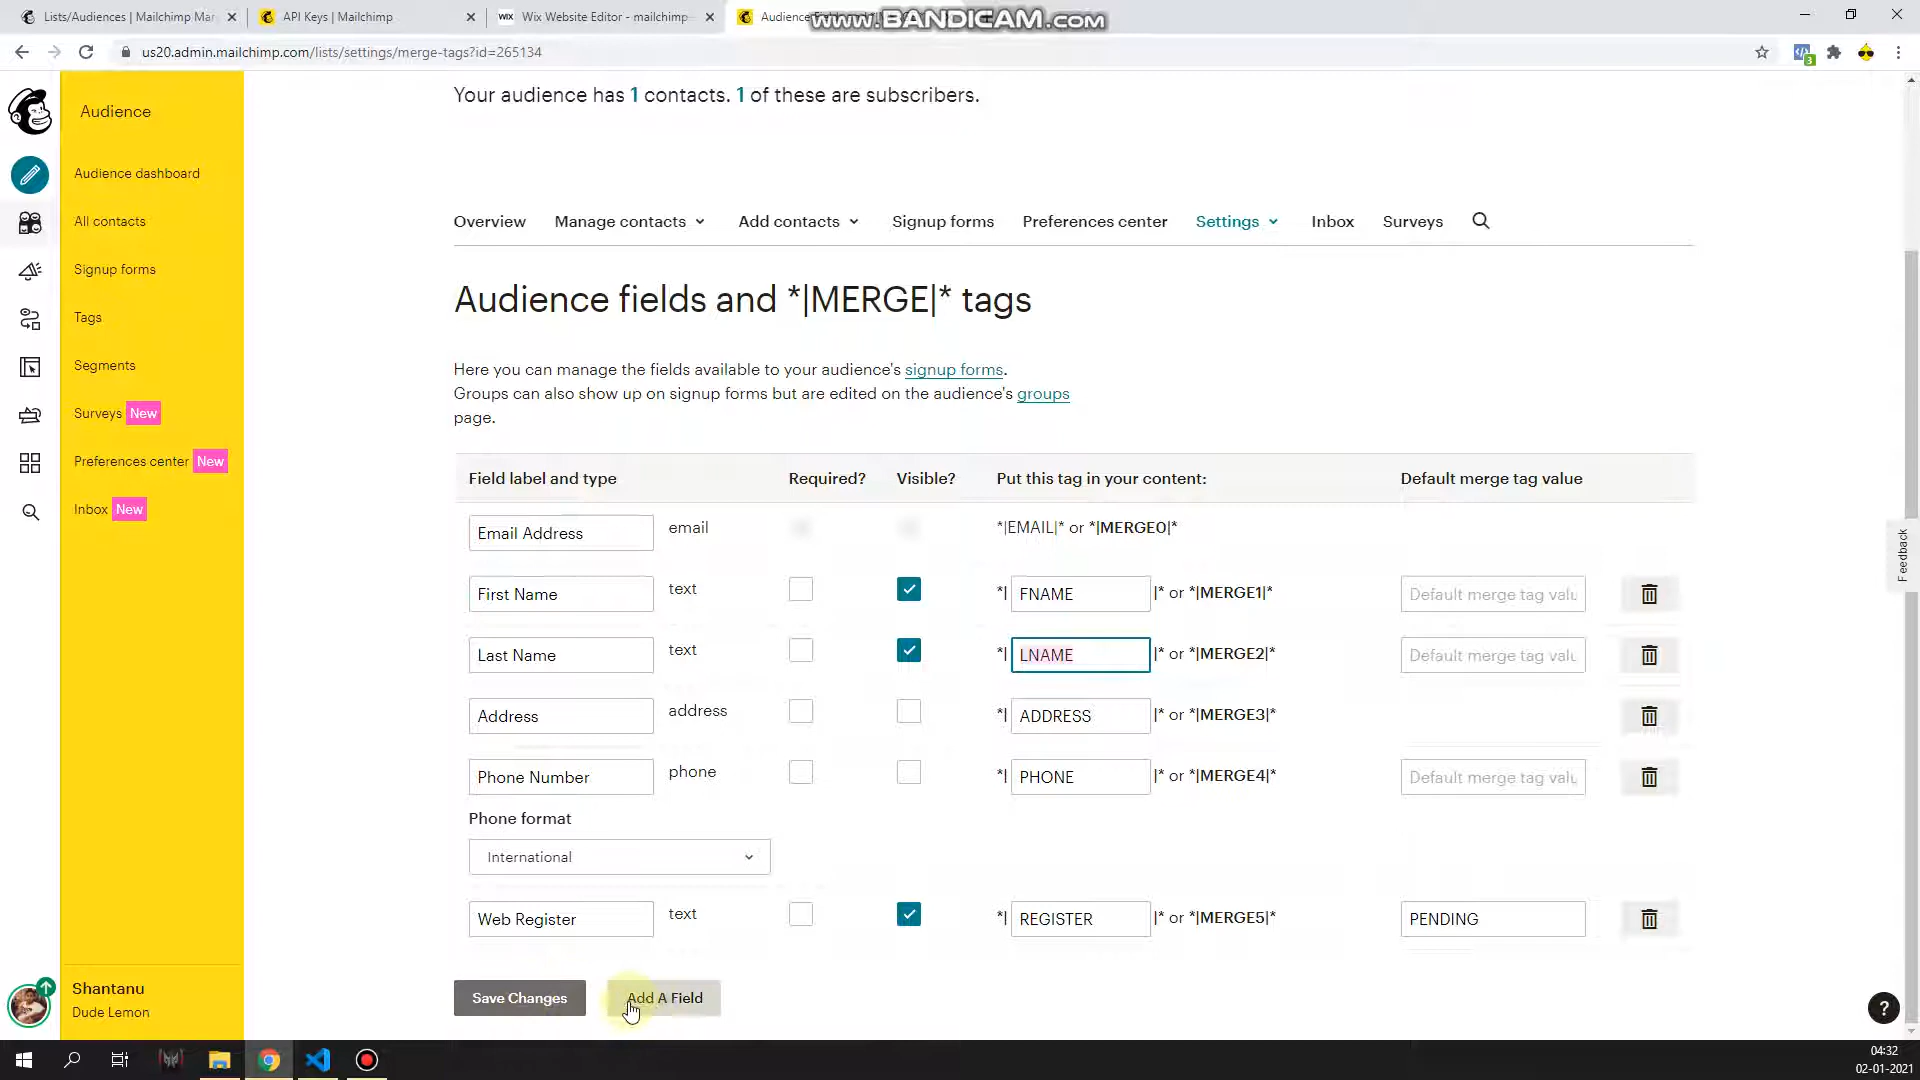 Lists/Audiences | Mailchimp Mar
API Keys | Mailchimp
WIX Wix Website Editor - mailchimp
www.BANDICAM.com
us20.admin.mailchimp.com/lists/settings/merge-tags?id=265134
3
Audience
Audience dashboard
All contacts
Signup forms
Tags
Segments
Surveys New
Preferences center New
Inbox New
Shantanu
Dude Lemon
Your audience has 1 contacts. 1 of these are subscribers.
Overview Manage contacts Add contacts Signup forms Preferences center Settings Inbox Surveys
Audience fields and *|MERGE|* tags
Here you can manage the fields available to your audience's signup forms.
Groups can also show up on signup forms but are edited on the audience's groups
page.
Field label and type Required? Visible? Put this tag in your content: Default merge tag value
Email Address email *|EMAIL|* or *|MERGE0|*
First Name text *| FNAME |* or *|MERGE1|* Default merge tag valu
Last Name text *| LNAME |* or *|MERGE2|* Default merge tag valu
Address address *| ADDRESS |* or *|MERGE3|*
Phone Number phone *| PHONE |* or *|MERGE4|* Default merge tag valu
Phone format
International
Web Register text *| REGISTER |* or *|MERGE5|* PENDING
Save Changes Add A Field
Feedback
?
04:32
02-01-2021